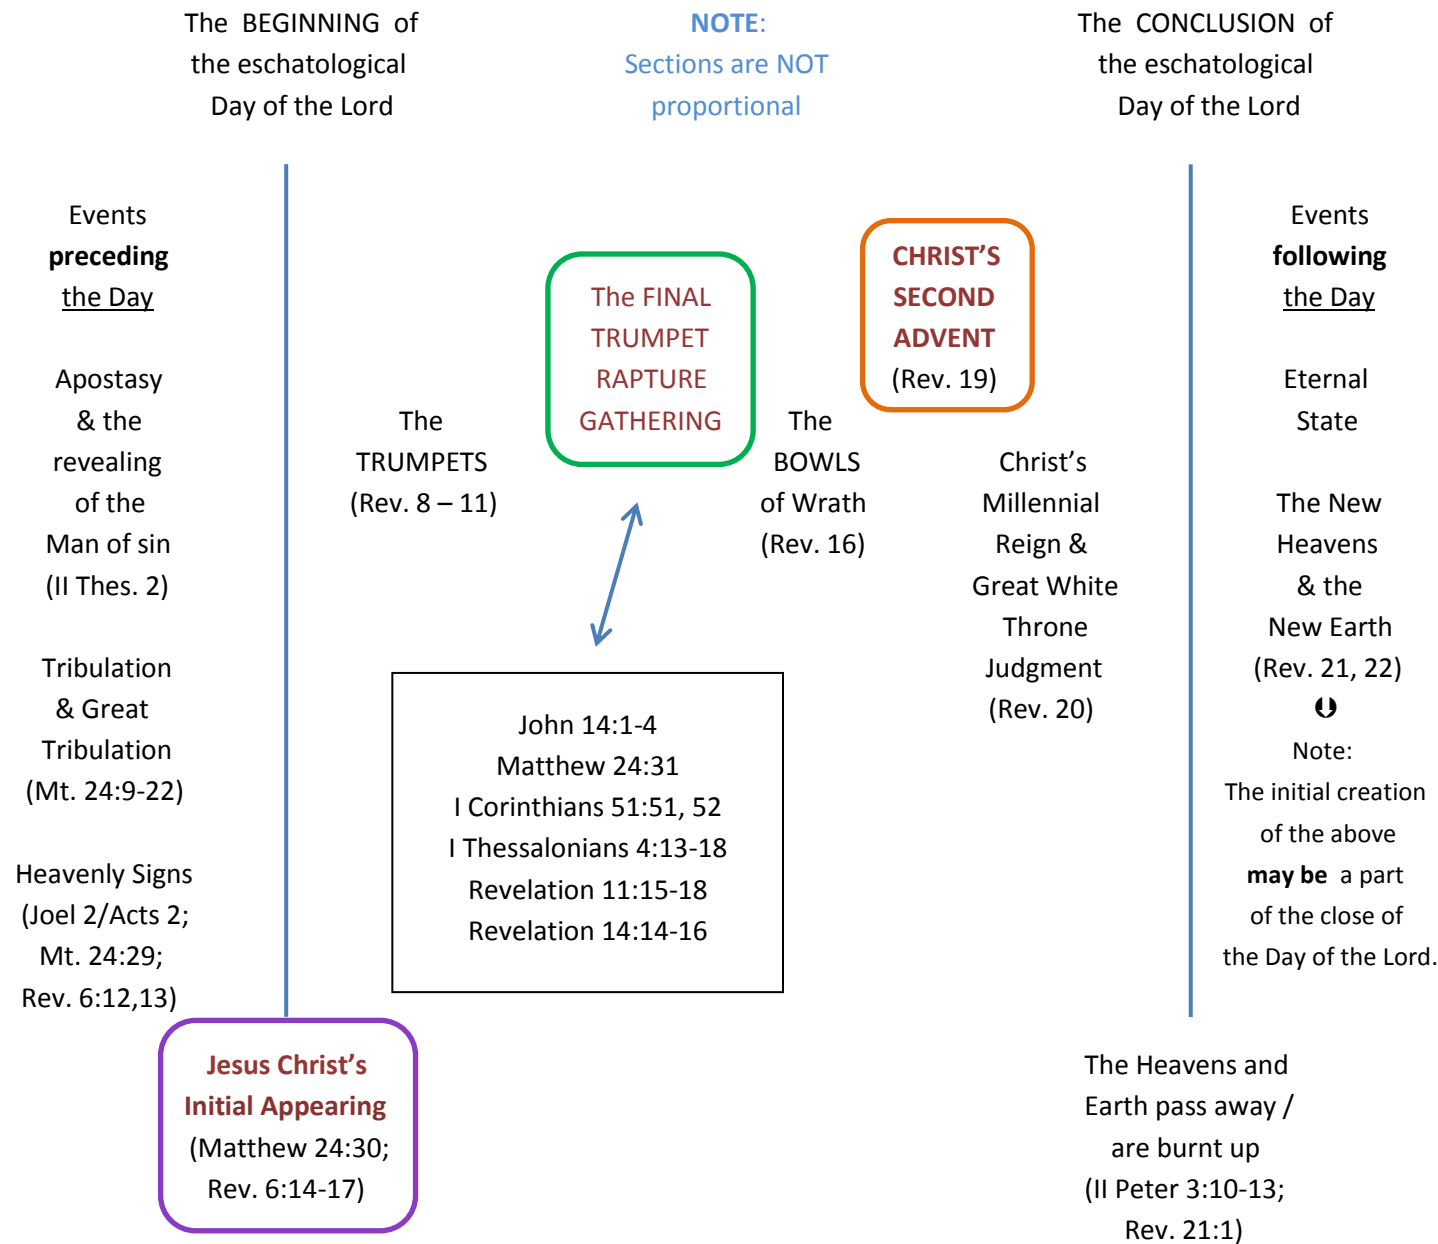 The BEGINNING of
the eschatological
Day of the Lord
NOTE:
Sections are NOT
proportional
The CONCLUSION of
the eschatological
Day of the Lord
Events
preceding
the Day
Apostasy
& the
revealing
of the
Man of sin
(II Thes. 2)
Tribulation
& Great
Tribulation
(Mt. 24:9-22)
Heavenly Signs
(Joel 2/Acts 2;
Mt. 24:29;
Rev. 6:12,13)
Jesus Christ’s
Initial Appearing
(Matthew 24:30;
Rev. 6:14-17)
The
TRUMPETS
(Rev. 8 – 11)
The FINAL
TRUMPET
RAPTURE
GATHERING
John 14:1-4
Matthew 24:31
I Corinthians 51:51, 52
I Thessalonians 4:13-18
Revelation 11:15-18
Revelation 14:14-16
The
BOWLS
of Wrath
(Rev. 16)
CHRIST’S
SECOND
ADVENT
(Rev. 19)
Christ’s
Millennial
Reign &
Great White
Throne
Judgment
(Rev. 20)
Events
following
the Day
Eternal
State
The New
Heavens
& the
New Earth
(Rev. 21, 22)
Note:
The initial creation
of the above
may be a part
of the close of
the Day of the Lord.
The Heavens and
Earth pass away /
are burnt up
(II Peter 3:10-13;
Rev. 21:1)